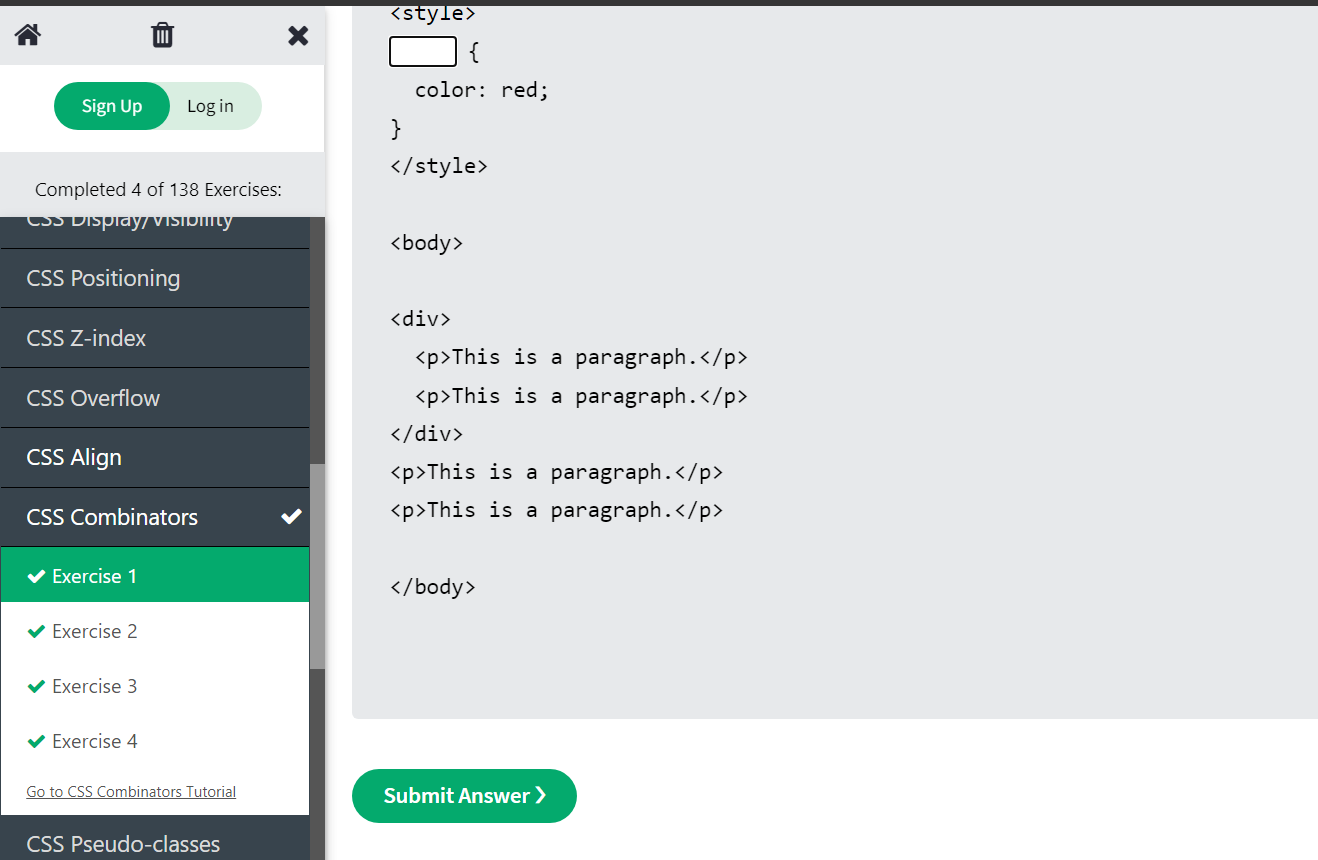 Sign Up
Log in
Completed 4 of 138 Exercises:
CSS Display/Visibility
CSS Positioning
CSS Z-index
CSS Overflow
CSS Align
CSS Combinators
Exercise 1
Exercise 2
Exercise 3
Exercise 4
Go to CSS Combinators Tutorial
CSS Pseudo-classes
<style>
{
color: red;
}
</style>
<body>
<div>
<p>This is a paragraph.</p>
<p>This is a paragraph.</p>
</div>
<p>This is a paragraph.</p>
<p>This is a paragraph.</p>
</body>
Submit Answer ❯